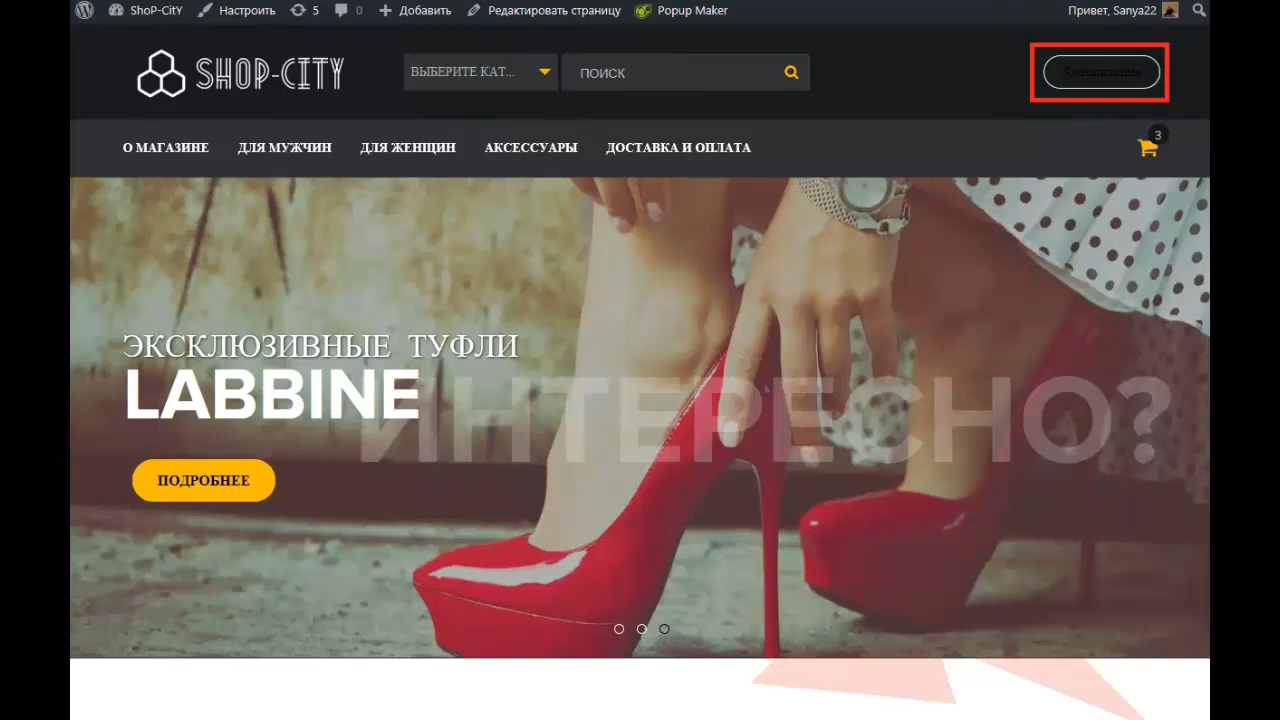 ShoP-CitY Настроить 5 0 Добавить Редактировать страницу Popup Maker Привет, Sanya22
SHOP-CITY ВЫБЕРИТЕ КАТ... ПОИСК Авторизация
О МАГАЗИНЕ ДЛЯ МУЖЧИН ДЛЯ ЖЕНЩИН АКСЕССУАРЫ ДОСТАВКА И ОПЛАТА 3
ЭКСКЛЮЗИВНЫЕ ТУФЛИ
LABBINE
ИНТЕРЕСНО?
ПОДРОБНЕЕ